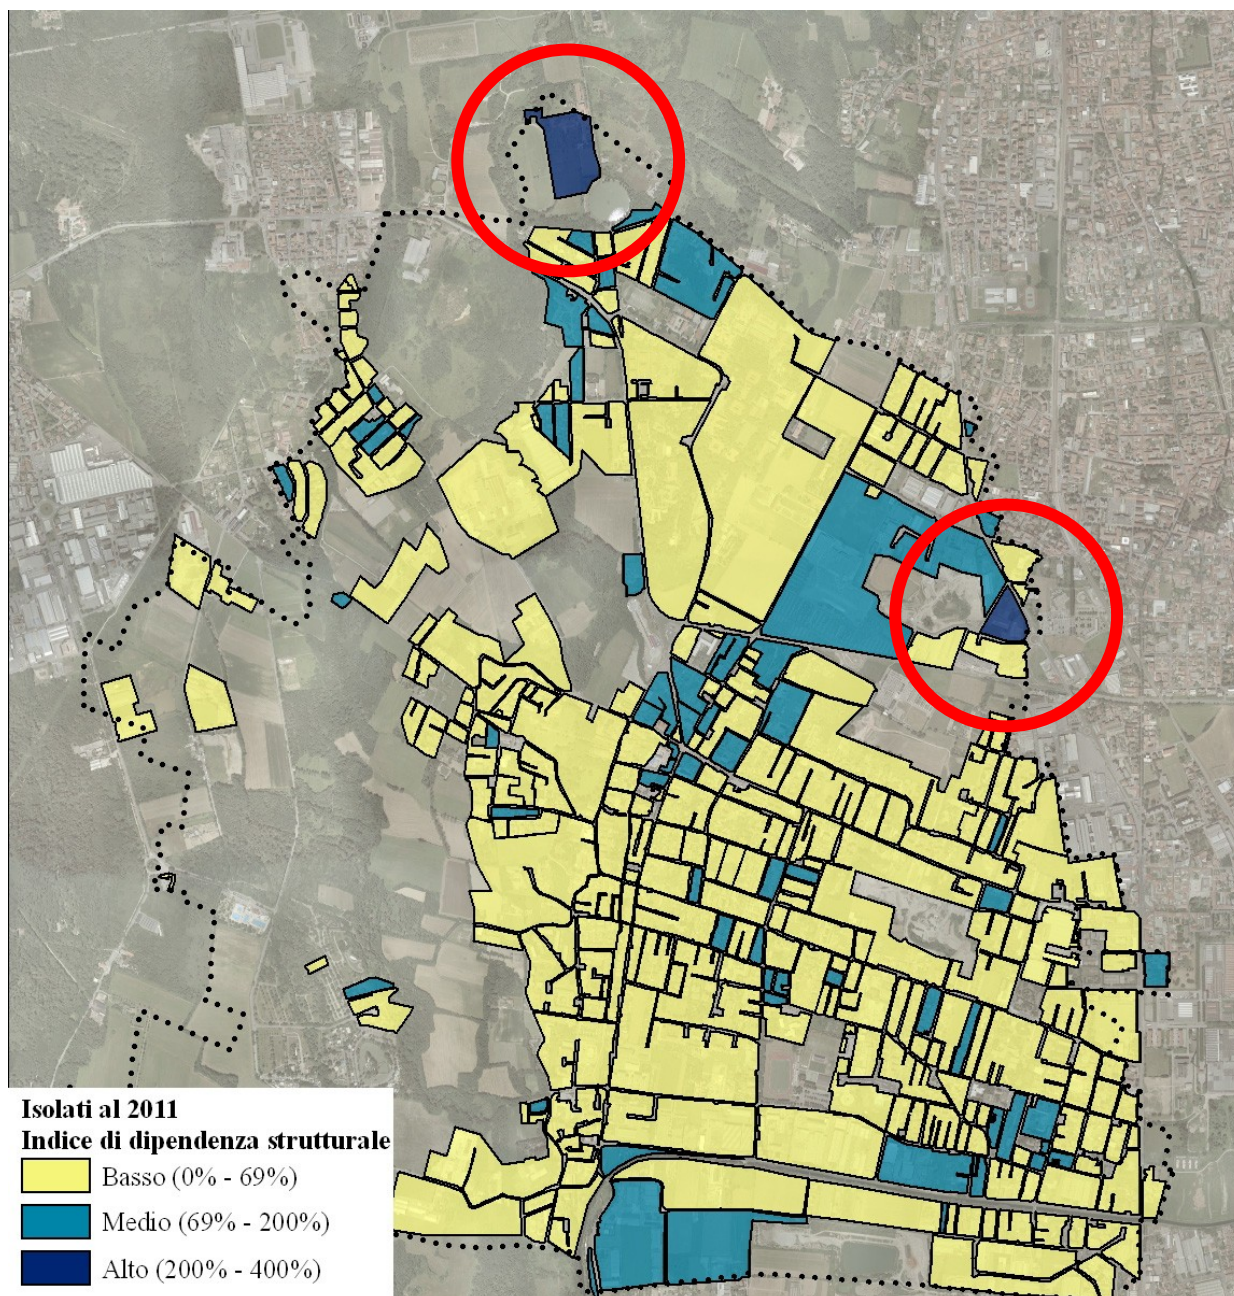 Isolati al 2011
Indice di dipendenza strutturale
Basso (0% - 69%)
Medio (69% - 200%)
Alto (200% - 400%)